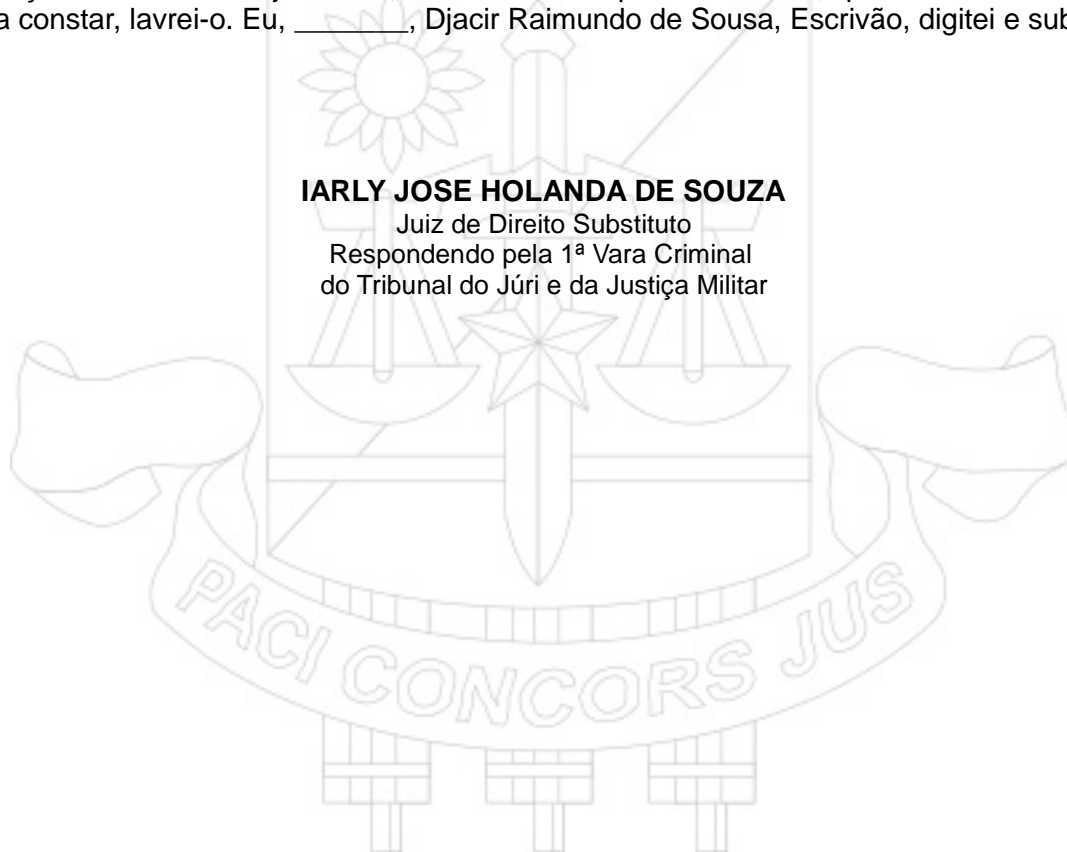 a constar, lavrei-o. Eu, _______, Djacir Raimundo de Sousa, Escrivão, digitei e sub
IARLY JOSE HOLANDA DE SOUZA
Juiz de Direito Substituto
Respondendo pela 1ª Vara Criminal
do Tribunal do Júri e da Justiça Militar
PACI CONCORS JUS